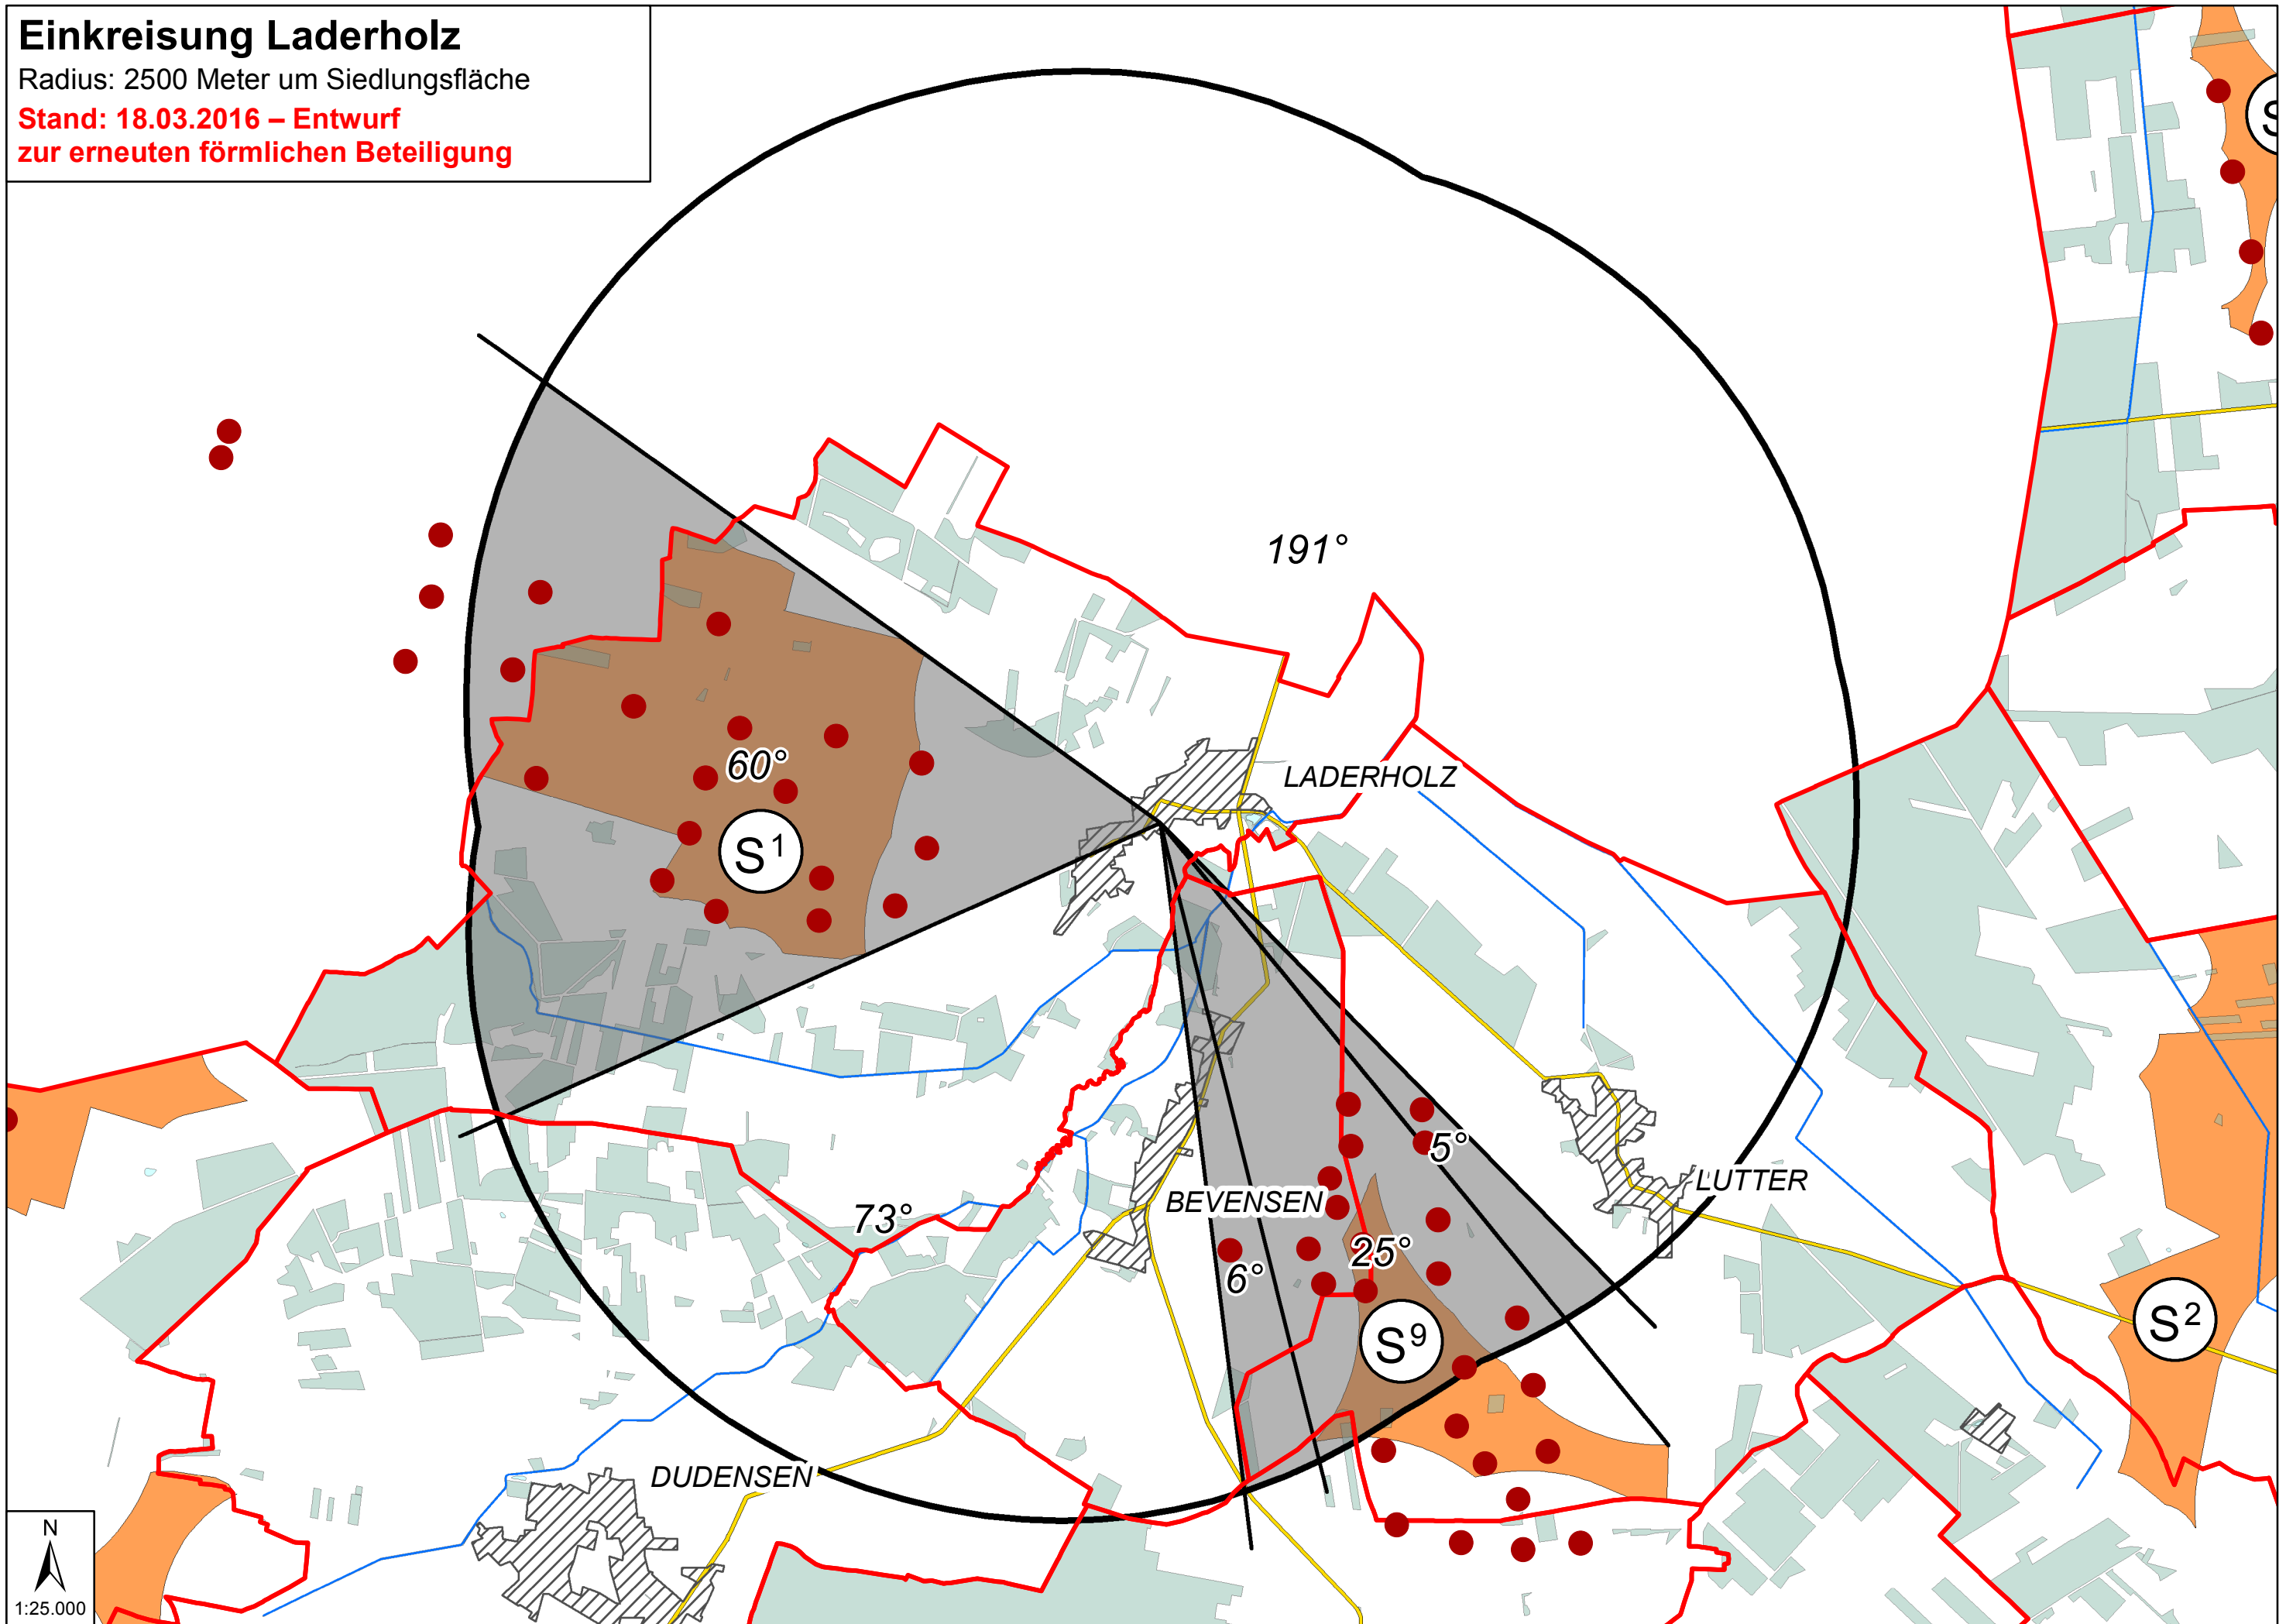 Einkreisung Laderholz
Radius: 2500 Meter um Siedlungsfläche
Stand: 18.03.2016 – Entwurf
zur erneuten förmlichen Beteiligung
S
191°
LADERHOLZ
60°
S1
5°
LUTTER
BEVENSEN
73°
25°
6°
S9
S2
DUDENSEN
N
1:25.000